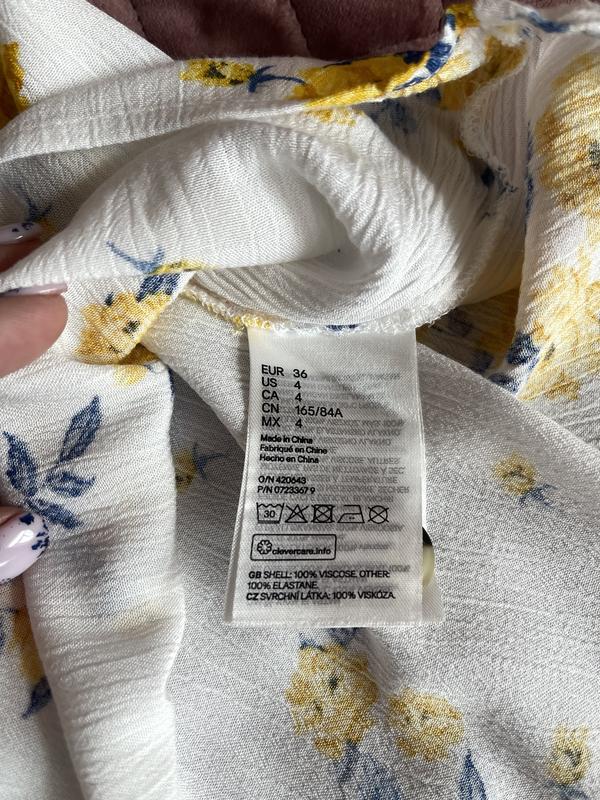 EUR 36
US 4
CA 4
CN 165/84A
MX 4
Made in China
Fabriqué en Chine
Hecho en China
O/N 420643
P/N 07233679
30
clevercare.info
GB SHELL: 100% VISCOSE. OTHER:
100% ELASTANE.
CZ SVRCHNÍ LÁTKA: 100% VISKÓZA.